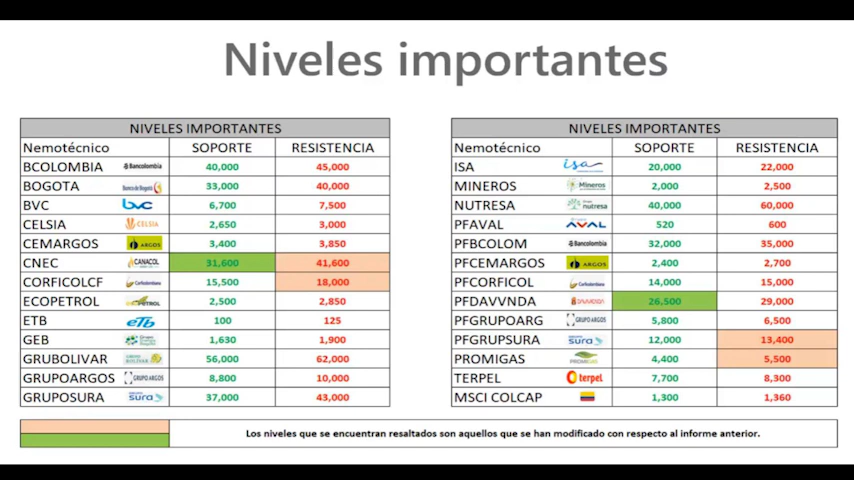 Niveles importantes
NIVELES IMPORTANTES
Nemotécnico SOPORTE RESISTENCIA
BCOLOMBIA Bancolombia 40,000 45,000
BOGOTA Banco de Bogotá 33,000 40,000
BVC bvc 6,700 7,500
CELSIA CELSIA 2,650 3,000
CEMARGOS ARGOS 3,400 3,850
CNEC CANACOL 31,600 41,600
CORFICOLCF Corficolombiana 15,500 18,000
ECOPETROL ECOPETROL 2,500 2,850
ETB eTb 100 125
GEB 1,630 1,900
GRUBOLIVAR BOLIVAR 56,000 62,000
GRUPOARGOS GRUPO ARGOS 8,800 10,000
GRUPOSURA sura 37,000 43,000
NIVELES IMPORTANTES
Nemotécnico SOPORTE RESISTENCIA
ISA isa 20,000 22,000
MINEROS Mineros 2,000 2,500
NUTRESA nutresa 40,000 60,000
PFAVAL AVAL 520 600
PFBCOLOM Bancolombia 32,000 35,000
PFCEMARGOS ARGOS 2,400 2,700
PFCORFICOL Corficolombiana 14,000 15,000
PFDAVVNDA DAVIVIENDA 26,500 29,000
PFGRUPOARG GRUPO ARGOS 5,800 6,500
PFGRUPSURA sura 12,000 13,400
PROMIGAS PROMIGAS 4,400 5,500
TERPEL terpel 7,700 8,300
MSCI COLCAP 1,300 1,360
Los niveles que se encuentran resaltados son aquellos que se han modificado con respecto al informe anterior.